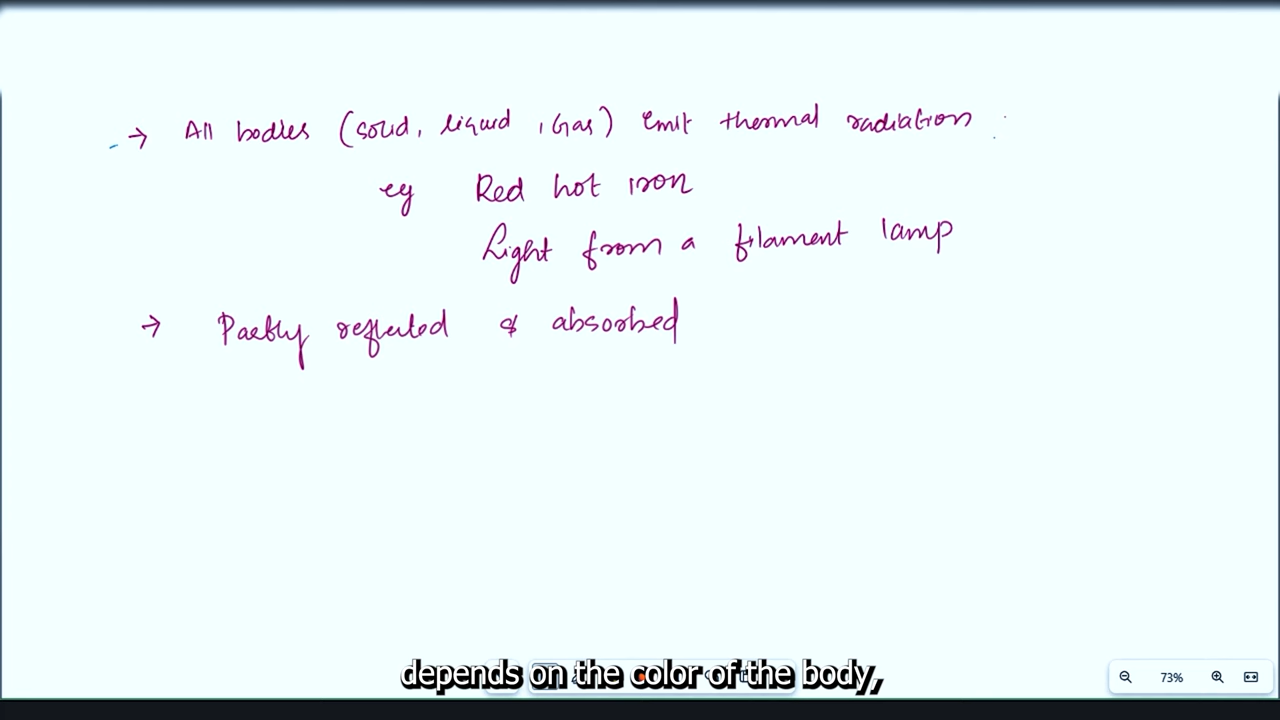 → All bodies (solid, liquid, Gas) emit thermal radiation
eg Red hot iron
Light from a filament lamp
→ Partly reflected & absorbed
depends on the color of the body,
73%